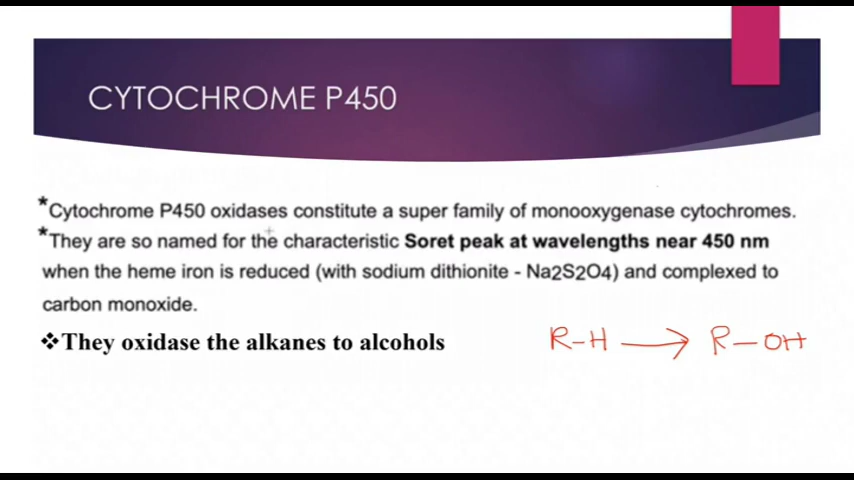 CYTOCHROME P450
*Cytochrome P450 oxidases constitute a super family of monooxygenase cytochromes.
*They are so named for the characteristic Soret peak at wavelengths near 450 nm
when the heme iron is reduced (with sodium dithionite - Na2S2O4) and complexed to
carbon monoxide.
❖They oxidase the alkanes to alcohols
R-H ⟶ R-OH